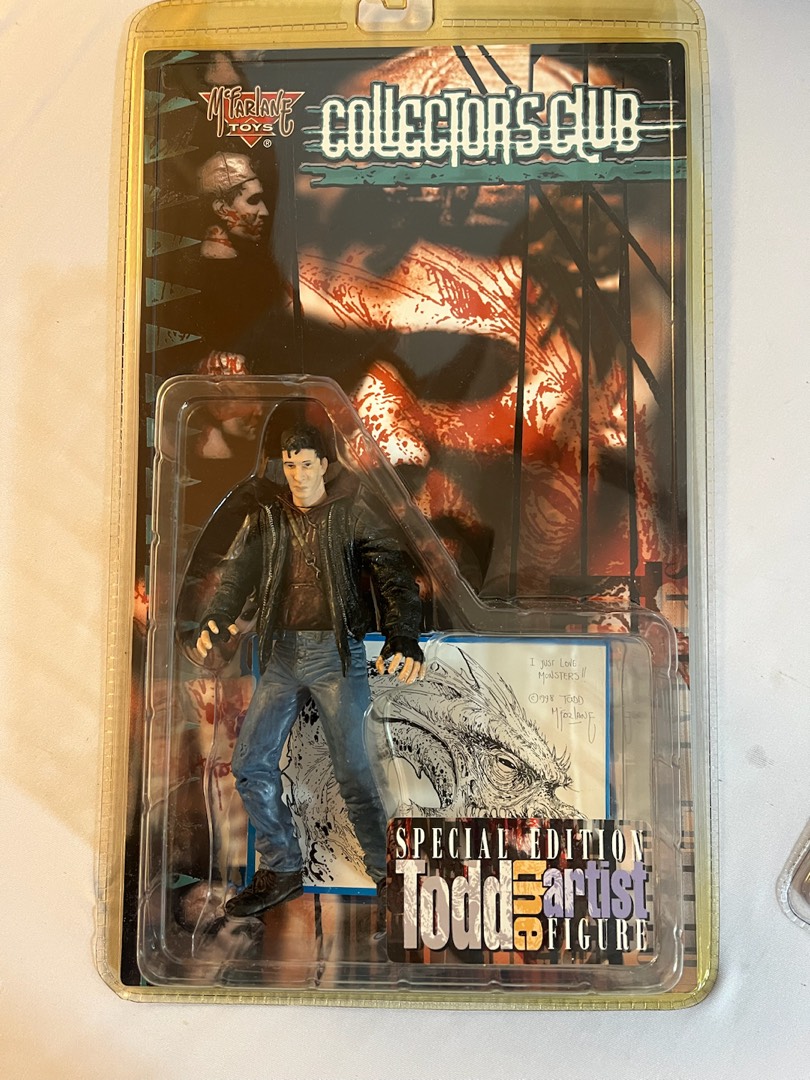 McFARLANE
TOYS
®
COLLECTOR'S CLUB
I JUST LOVE
MONSTERS!!
©1998 TODD
McFARLANE
SPECIAL EDITION
Todd the artist
FIGURE